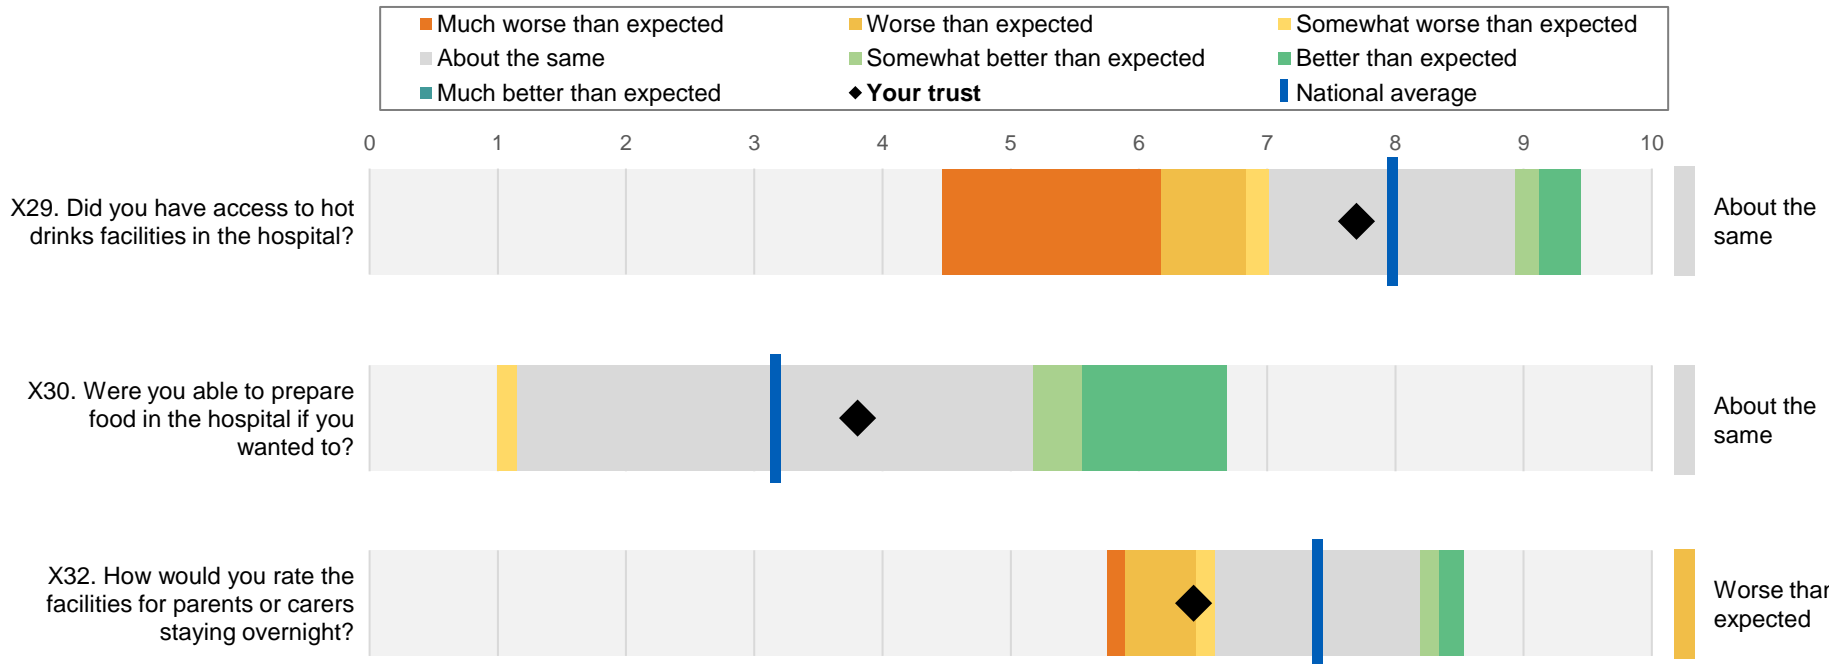 Much worse than expected
Worse than expected
Somewhat worse than expected
About the same
Somewhat better than expected
Better than expected
Much better than expected
Your trust
National average
0 1 2 3 4 5 6 7 8 9 10
X29. Did you have access to hot
drinks facilities in the hospital?
About the
same
X30. Were you able to prepare
food in the hospital if you
wanted to?
About the
same
X32. How would you rate the
facilities for parents or carers
staying overnight?
Worse than
expected